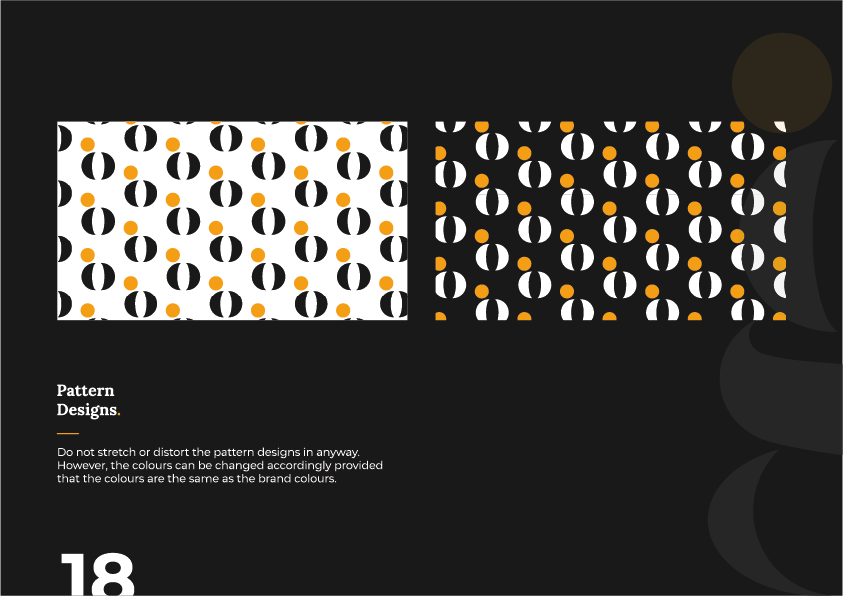 Pattern
Designs.
Do not stretch or distort the pattern designs in anyway.
However, the colours can be changed accordingly provided
that the colours are the same as the brand colours.
18